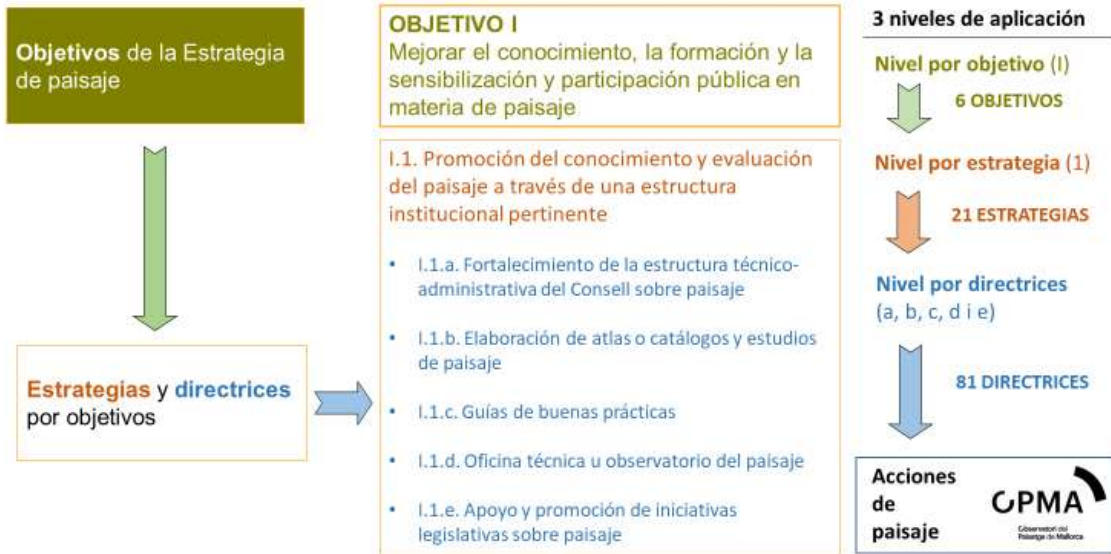 Objetivos de la Estrategia
de paisaje
Estrategias y directrices
por objetivos
OBJETIVO I
Mejorar el conocimiento, la formación y la
sensibilización y participación pública en
materia de paisaje
I.1. Promoción del conocimiento y evaluación
del paisaje a través de una estructura
institucional pertinente
• I.1.a. Fortalecimiento de la estructura técnico-
administrativa del Consell sobre paisaje
• I.1.b. Elaboración de atlas o catálogos y estudios
de paisaje
• I.1.c. Guías de buenas prácticas
• I.1.d. Oficina técnica u observatorio del paisaje
• I.1.e. Apoyo y promoción de iniciativas
legislativas sobre paisaje
3 niveles de aplicación
Nivel por objetivo (I)
6 OBJETIVOS
Nivel por estrategia (1)
21 ESTRATEGIAS
Nivel por directrices
(a, b, c, d i e)
81 DIRECTRICES
Acciones
de
paisaje
OPMA
Observatori del
Paisatge de Mallorca